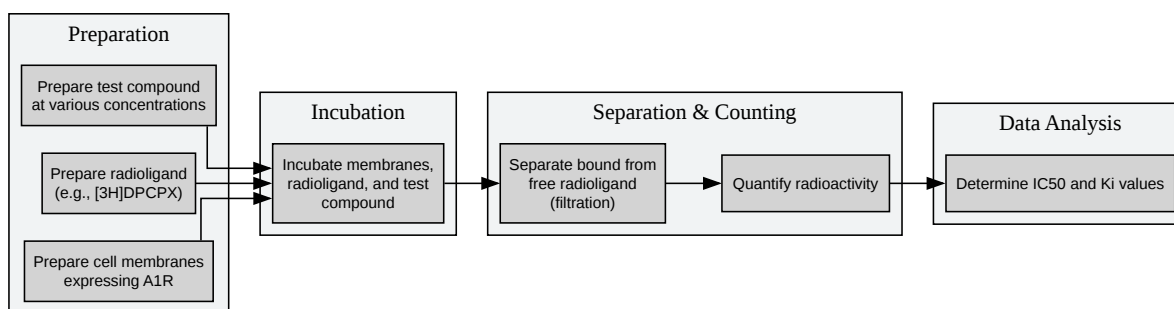 Preparation
Prepare test compound
at various concentrations
Prepare radioligand
(e.g., [3H]DPCPX)
Prepare cell membranes
expressing A1R
Incubation
Incubate membranes,
radioligand, and test
compound
Separation & Counting
Separate bound from
free radioligand
(filtration)
Quantify radioactivity
Data Analysis
Determine IC50 and Ki values